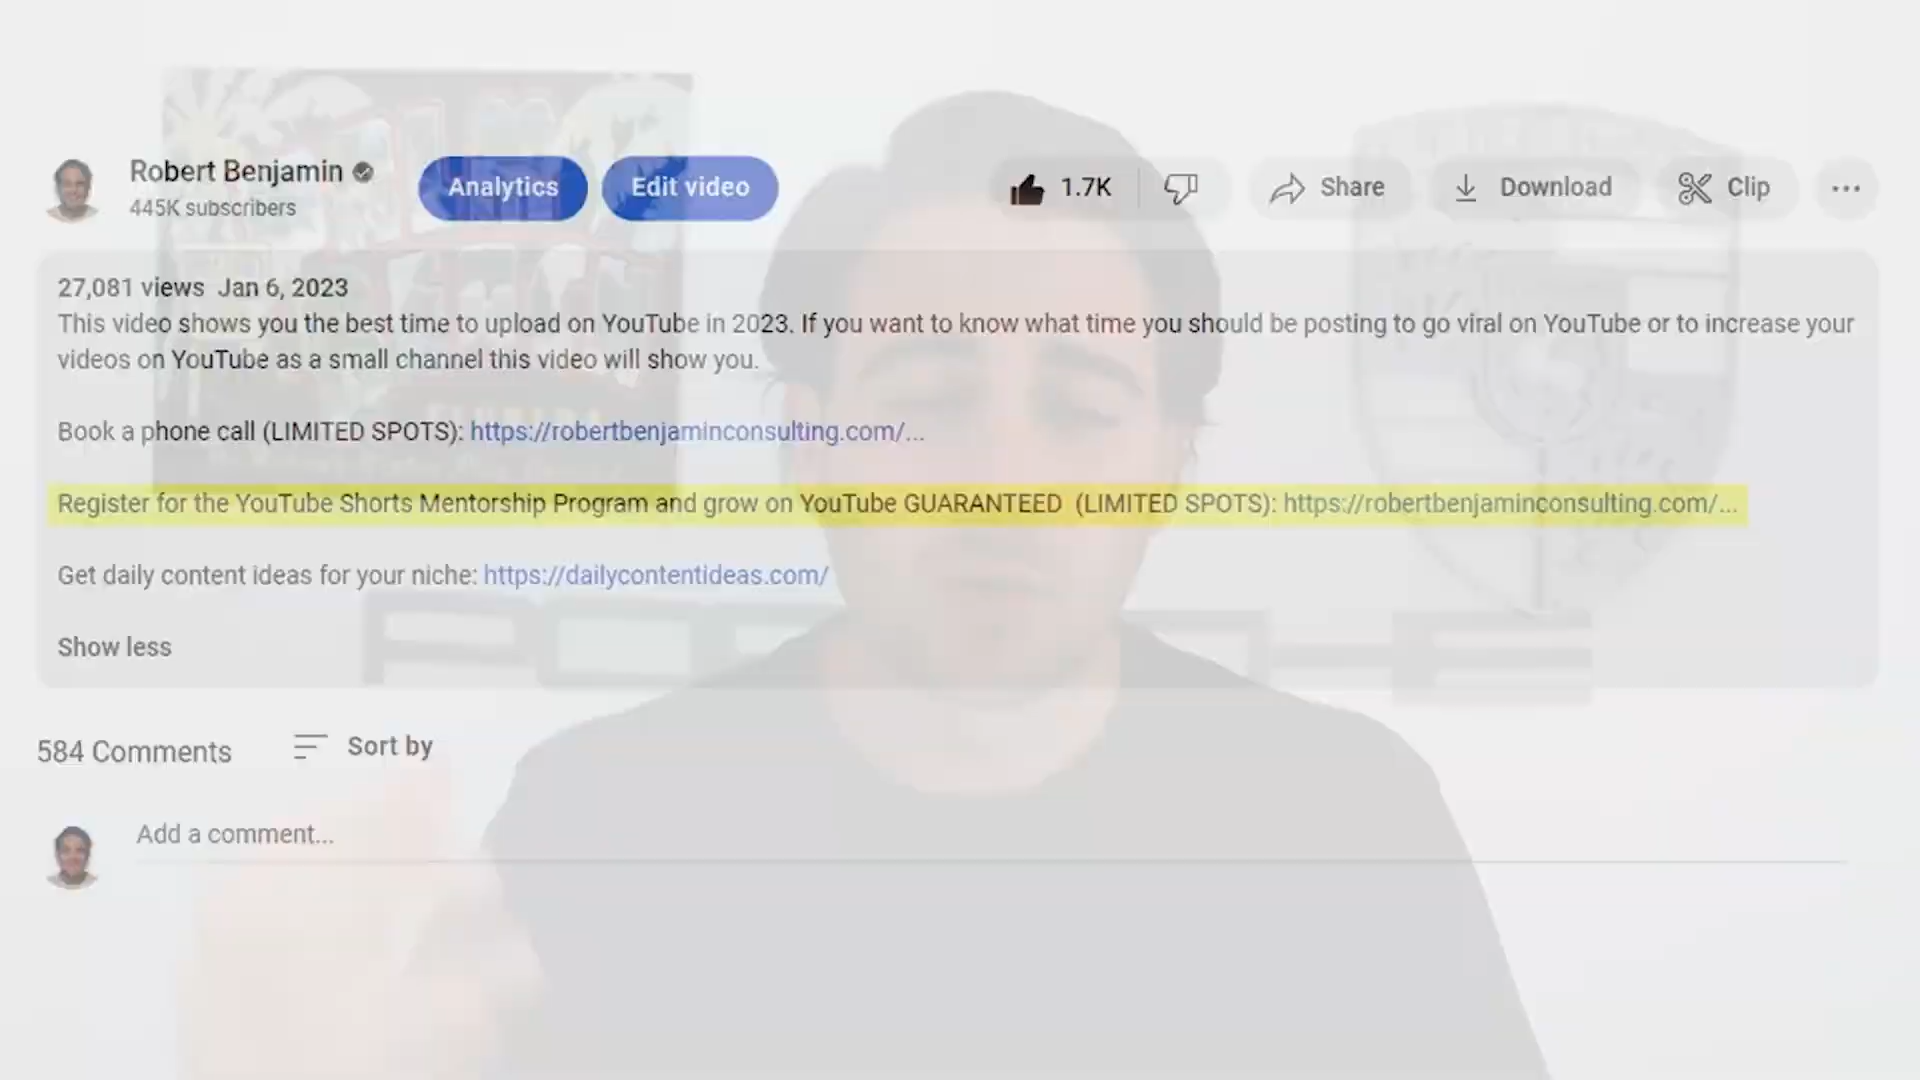 Robert Benjamin
445K subscribers
Analytics
Edit video
1.7K
Share
Download
Clip
27,081 views Jan 6, 2023
This video shows you the best time to upload on YouTube in 2023. If you want to know what time you should be posting to go viral on YouTube or to increase your
videos on YouTube as a small channel this video will show you.
Book a phone call (LIMITED SPOTS): https://robertbenjaminconsulting.com/...
Register for the YouTube Shorts Mentorship Program and grow on YouTube GUARANTEED (LIMITED SPOTS): https://robertbenjaminconsulting.com/...
Get daily content ideas for your niche: https://dailycontentideas.com/
Show less
584 Comments
Sort by
Add a comment...